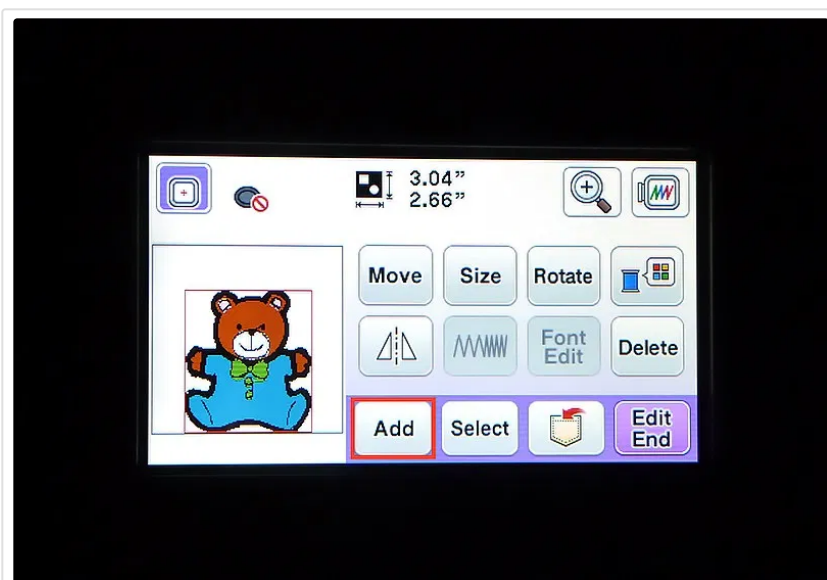 3.04"
2.66"
Move Size Rotate
Font
Edit
Delete
Add Select
Edit
End